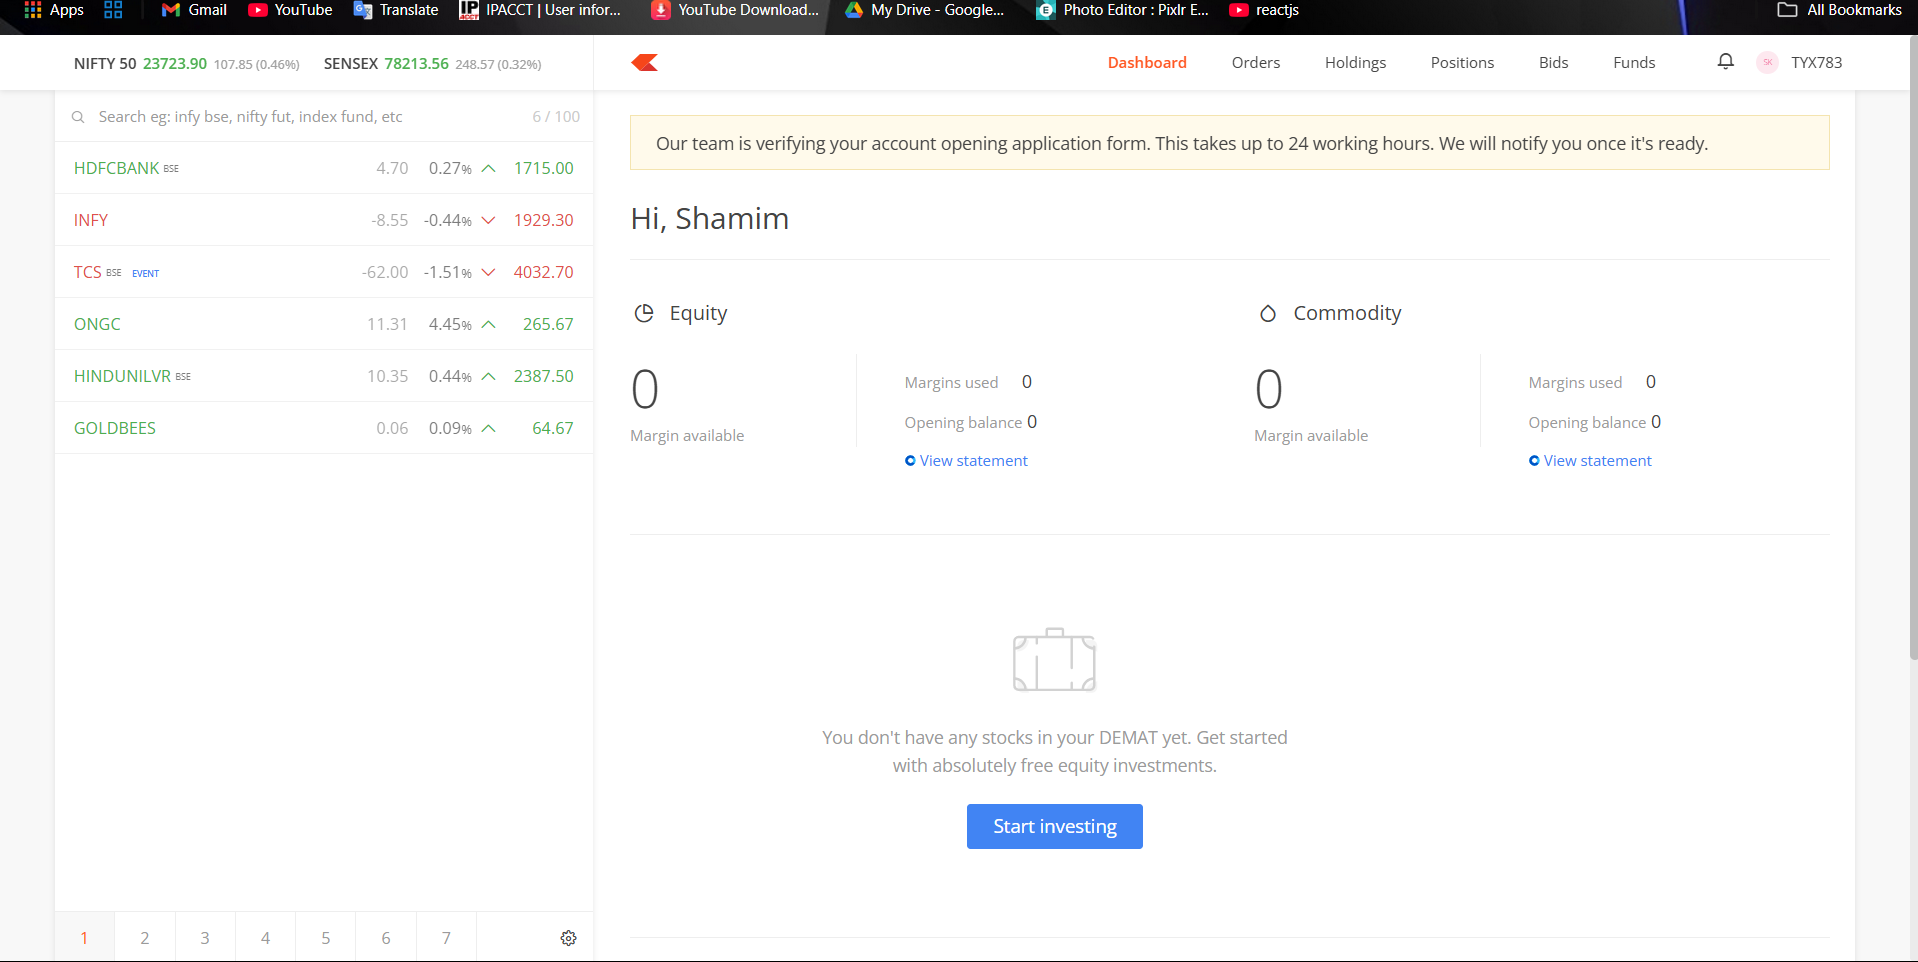 Apps Gmail YouTube Translate IPACCT | User infor... YouTube Download... My Drive - Google... Photo Editor : Pixlr E... reactjs All Bookmarks
NIFTY 50 23723.90 107.85 (0.46%) SENSEX 78213.56 248.57 (0.32%)
Dashboard Orders Holdings Positions Bids Funds SK TYX783
Search eg: infy bse, nifty fut, index fund, etc 6 / 100
HDFCBANK BSE 4.70 0.27% 1715.00
INFY -8.55 -0.44% 1929.30
TCS BSE EVENT -62.00 -1.51% 4032.70
ONGC 11.31 4.45% 265.67
HINDUNILVR BSE 10.35 0.44% 2387.50
GOLDBEES 0.06 0.09% 64.67
1 2 3 4 5 6 7
Our team is verifying your account opening application form. This takes up to 24 working hours. We will notify you once it's ready.
Hi, Shamim
Equity
0
Margin available
Margins used 0
Opening balance 0
View statement
Commodity
0
Margin available
Margins used 0
Opening balance 0
View statement
You don't have any stocks in your DEMAT yet. Get started
with absolutely free equity investments.
Start investing